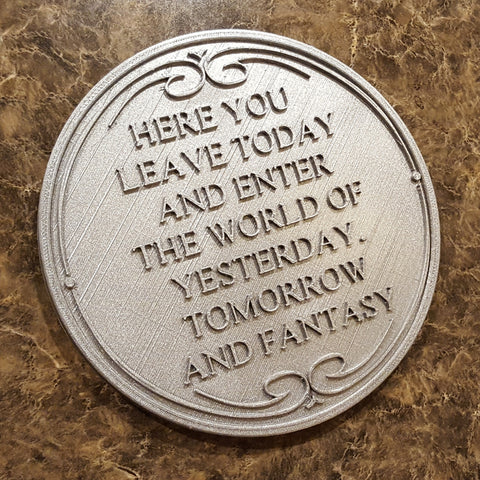 HERE YOU
LEAVE TODAY
AND ENTER
THE WORLD OF
YESTERDAY.
TOMORROW
AND FANTASY